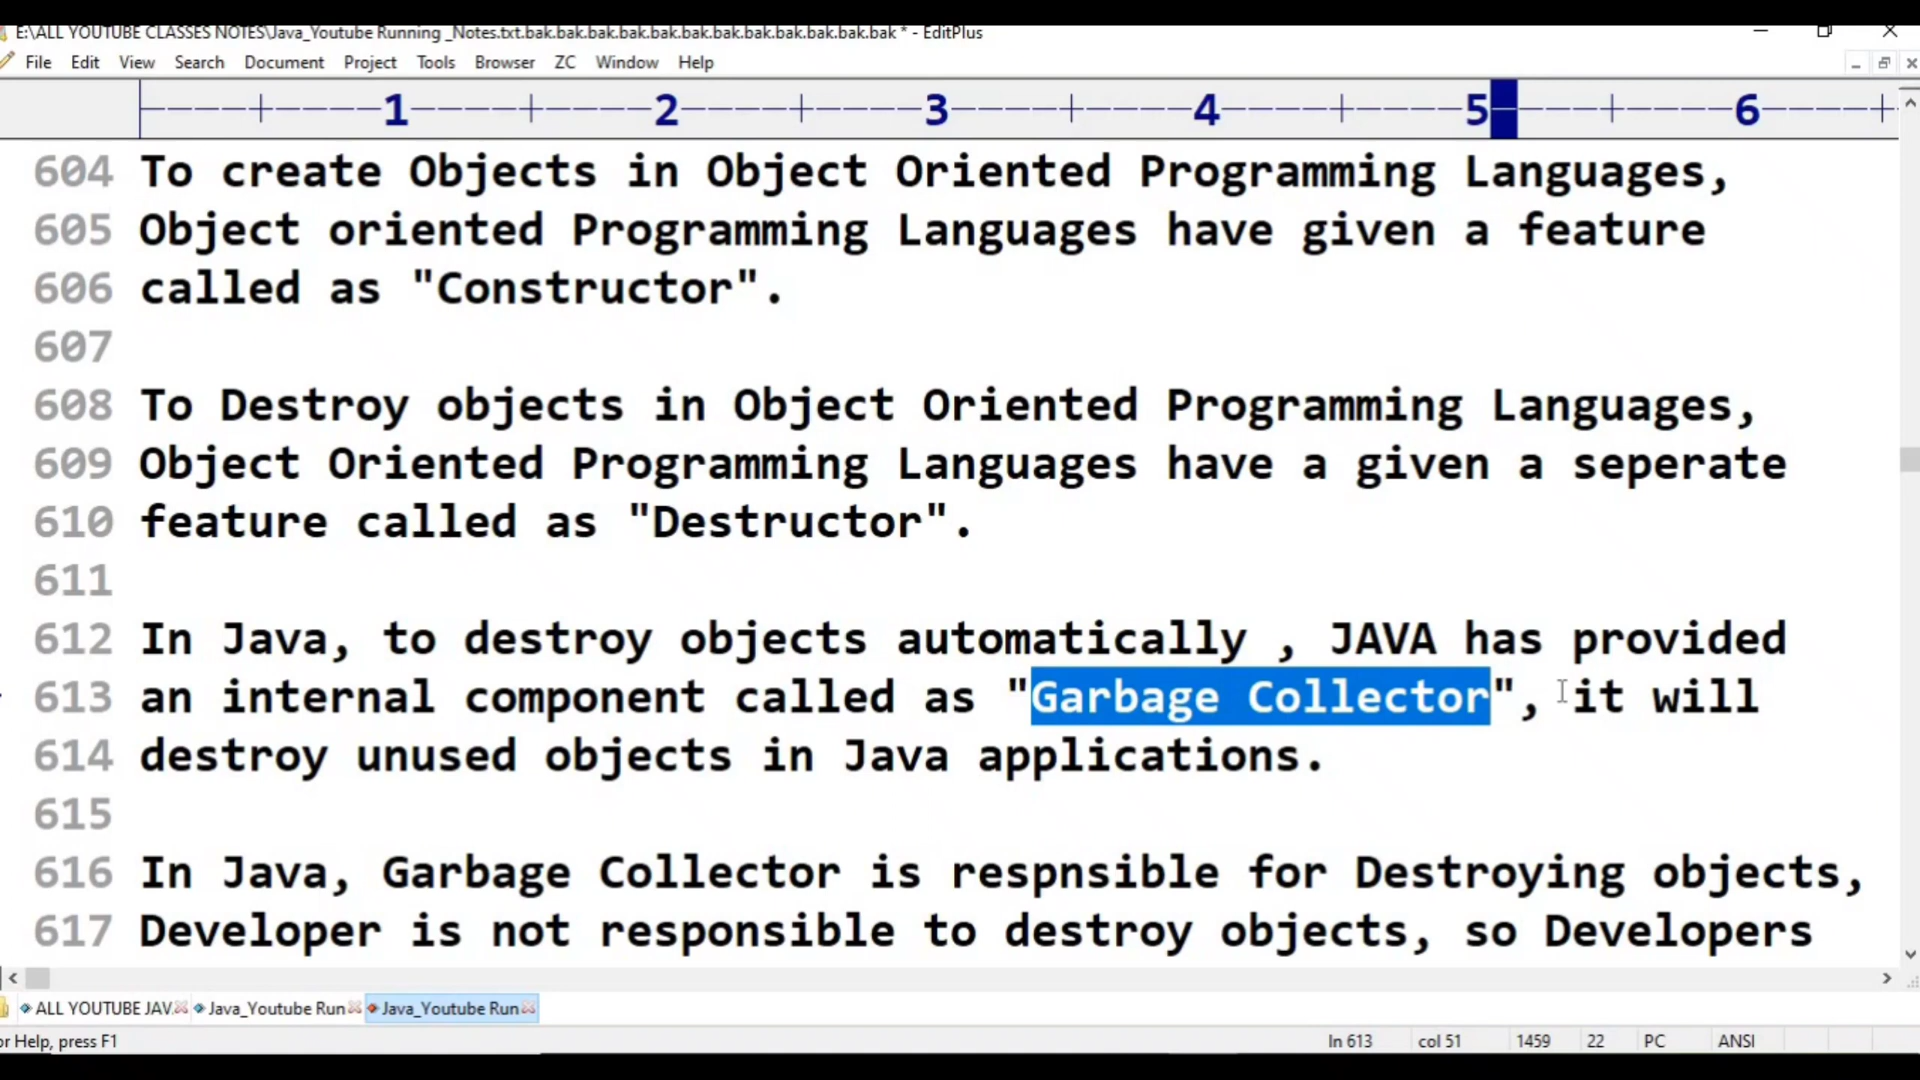 E:\ALL YOUTUBE CLASSES NOTES\Java_Youtube Running _Notes.txt.bak.bak.bak.bak.bak.bak.bak.bak.bak.bak.bak.bak * - EditPlus
File Edit View Search Document Project Tools Browser ZC Window Help
1 2 3 4 5 6
604 To create Objects in Object Oriented Programming Languages,
605 Object oriented Programming Languages have given a feature
606 called as "Constructor".
607
608 To Destroy objects in Object Oriented Programming Languages,
609 Object Oriented Programming Languages have a given a seperate
610 feature called as "Destructor".
611
612 In Java, to destroy objects automatically , JAVA has provided
613 an internal component called as "Garbage Collector", it will
614 destroy unused objects in Java applications.
615
616 In Java, Garbage Collector is respnsible for Destroying objects,
617 Developer is not responsible to destroy objects, so Developers
ALL YOUTUBE JAV Java_Youtube Run Java_Youtube Run
or Help, press F1 ln 613 col 51 1459 22 PC ANSI